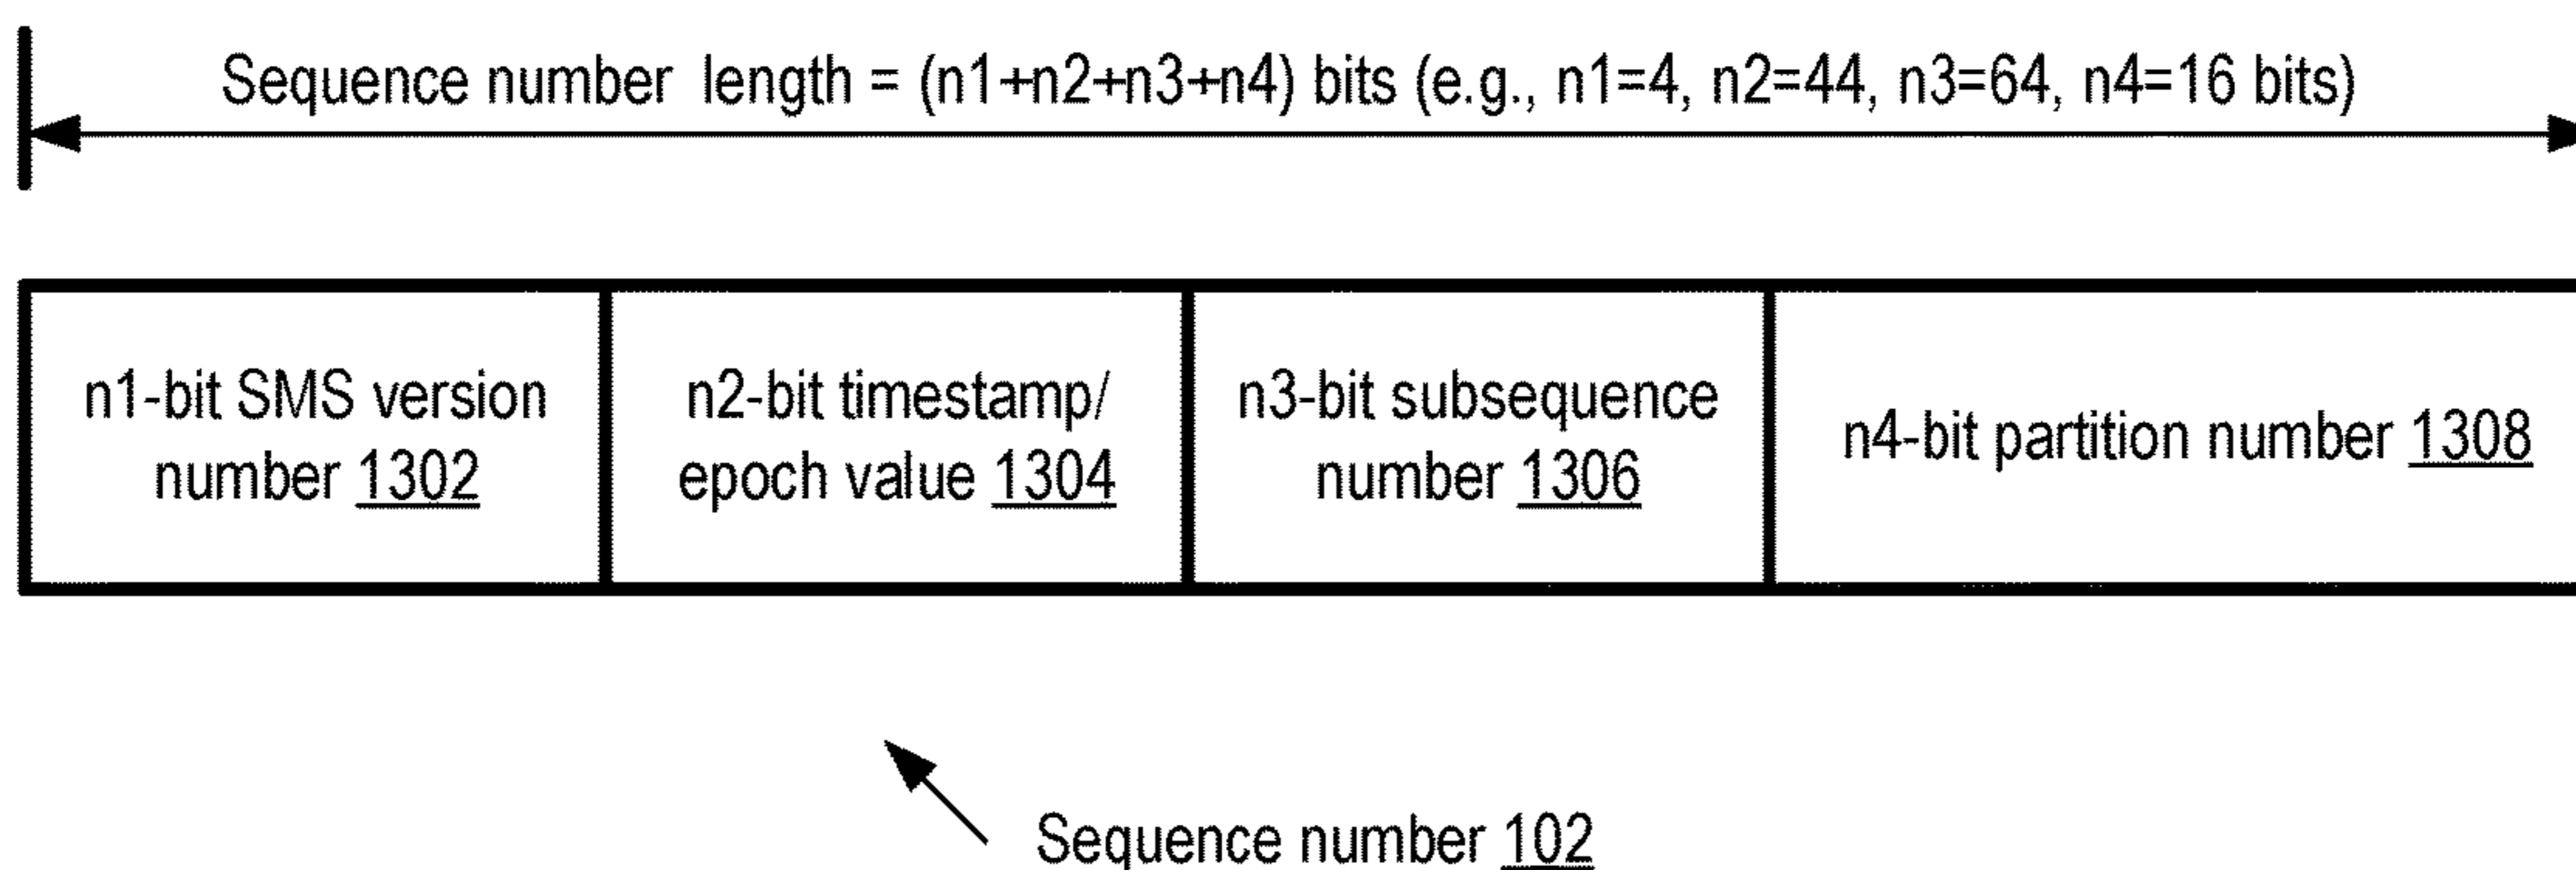 Sequence number length = (n1+n2+n3+n4) bits (e.g., n1=4, n2=44, n3=64, n4=16 bits)
n1-bit SMS version
number 1302
n2-bit timestamp/
epoch value 1304
n3-bit subsequence
number 1306
n4-bit partition number 1308
Sequence number 102